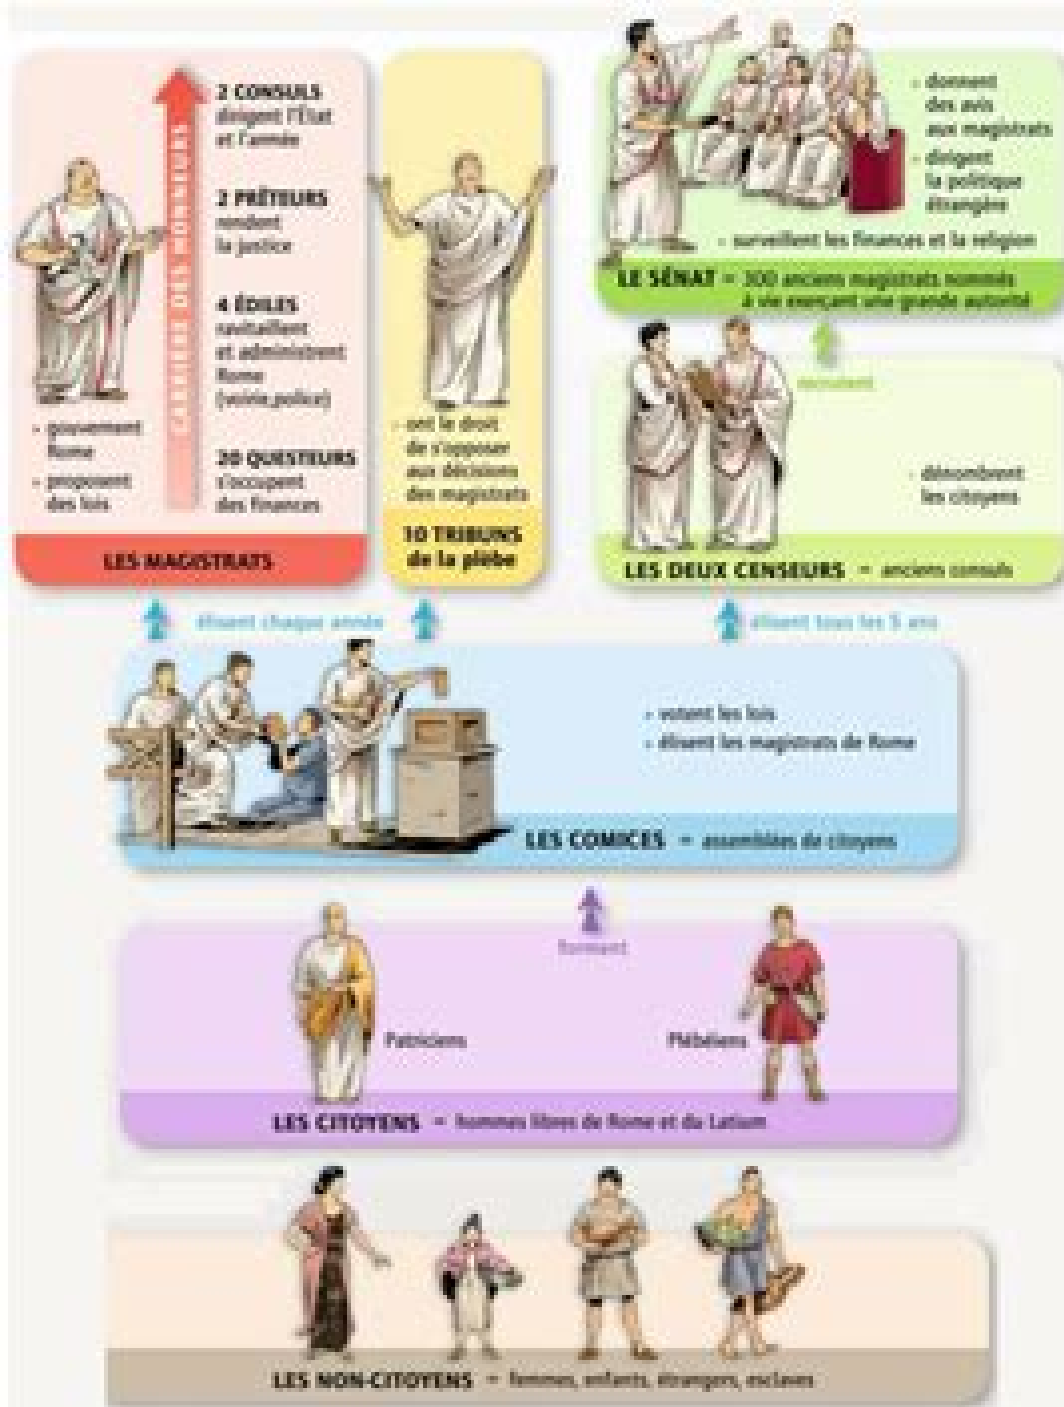 CARRIÈRE DES HONNEURS
2 CONSULS
dirigent l'État
et l'armée
2 PRÉTEURS
rendent
la justice
4 ÉDILES
ravitaillent
et administrent
Rome
(voirie,police)
20 QUESTEURS
s'occupent
des finances
- gouvernent
Rome
- proposent
des lois
LES MAGISTRATS
- ont le droit
de s'opposer
aux décisions
des magistrats
10 TRIBUNS
de la plèbe
- donnent
des avis
aux magistrats
- dirigent
la politique
étrangère
- surveillent les finances et la religion
LE SÉNAT = 300 anciens magistrats nommés
à vie exerçant une grande autorité
recrutent
- dénombrent
les citoyens
LES DEUX CENSEURS = anciens consuls
élisent chaque année
élisent tous les 5 ans
- votent les lois
- élisent les magistrats de Rome
LES COMICES = assemblées de citoyens
forment
Patriciens
Plébéiens
LES CITOYENS = hommes libres de Rome et du Latium
LES NON-CITOYENS = femmes, enfants, étrangers, esclaves